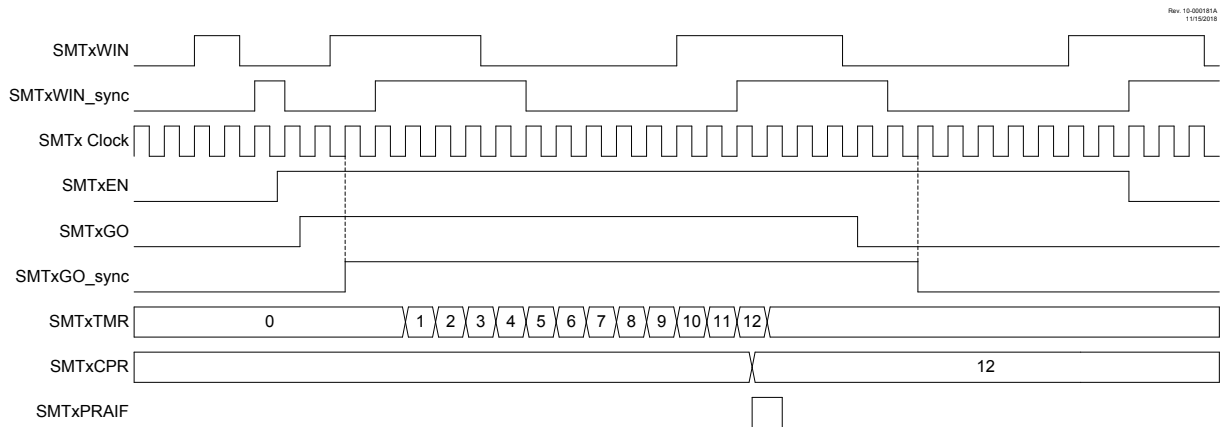 Rev. 10-000181A
11/15/2018
SMTxWIN
SMTxWIN_sync
SMTx Clock
SMTxEN
SMTxGO
SMTxGO_sync
SMTxTMR 0 1 2 3 4 5 6 7 8 9 10 11 12
SMTxCPR 12
SMTxPRAIF